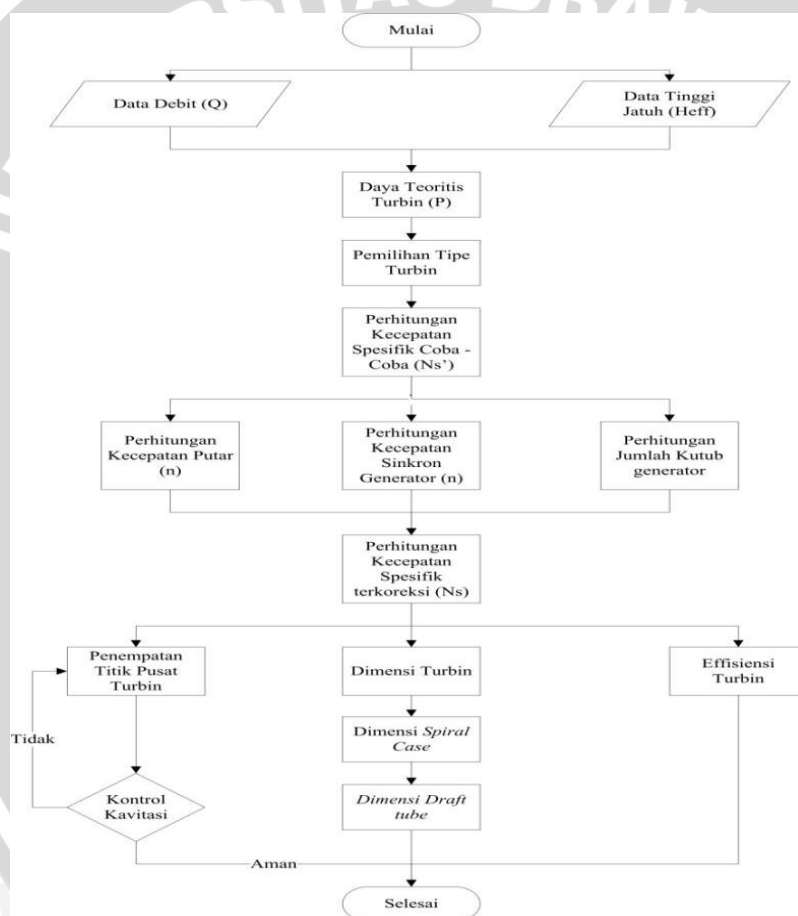 Mulai
Data Debit (Q)
Data Tinggi
Jatuh (Heff)
Daya Teoritis
Turbin (P)
Pemilihan Tipe
Turbin
Perhitungan
Kecepatan
Spesifik Coba -
Coba (Ns’)
Perhitungan
Kecepatan Putar
(n)
Perhitungan
Kecepatan
Sinkron
Generator (n)
Perhitungan
Jumlah Kutub
generator
Perhitungan
Kecepatan
Spesifik
terkoreksi (Ns)
Penempatan
Titik Pusat
Turbin
Dimensi Turbin
Effisiensi
Turbin
Tidak
Dimensi Spiral
Case
Kontrol
Kavitasi
Dimensi Draft
tube
Aman
Selesai